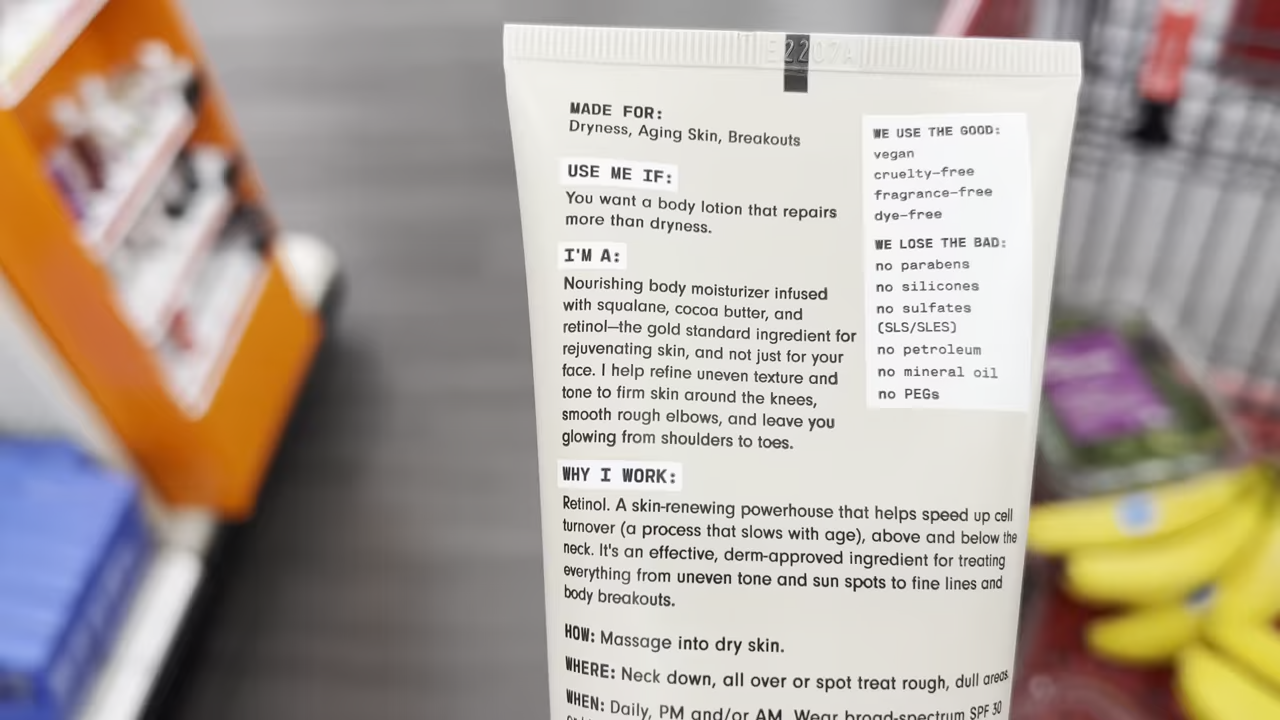 E2207A
MADE FOR:
Dryness, Aging Skin, Breakouts
USE ME IF:
You want a body lotion that repairs
more than dryness.
I'M A:
Nourishing body moisturizer infused
with squalane, cocoa butter, and
retinol—the gold standard ingredient for
rejuvenating skin, and not just for your
face. I help refine uneven texture and
tone to firm skin around the knees,
smooth rough elbows, and leave you
glowing from shoulders to toes.
WE USE THE GOOD:
vegan
cruelty-free
fragrance-free
dye-free
WE LOSE THE BAD:
no parabens
no silicones
no sulfates
(SLS/SLES)
no petroleum
no mineral oil
no PEGs
WHY I WORK:
Retinol. A skin-renewing powerhouse that helps speed up cell
turnover (a process that slows with age), above and below the
neck. It's an effective, derm-approved ingredient for treating
everything from uneven tone and sun spots to fine lines and
body breakouts.
HOW: Massage into dry skin.
WHERE: Neck down, all over or spot treat rough, dull areas.
WHEN: Daily, PM and/or AM. Wear broad-spectrum SPF 30